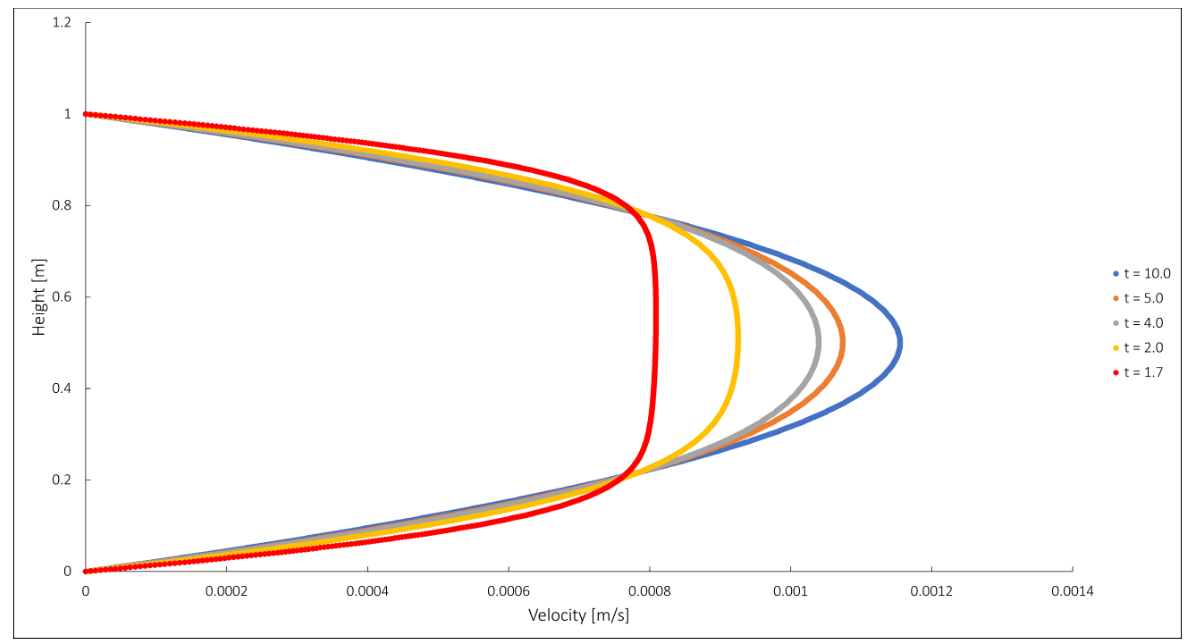 1.2
1
0.8
0.6
0.4
0.2
0
Height [m]
0 0.0002 0.0004 0.0006 0.0008 0.001 0.0012 0.0014
Velocity [m/s]
t = 10.0
t = 5.0
t = 4.0
t = 2.0
t = 1.7